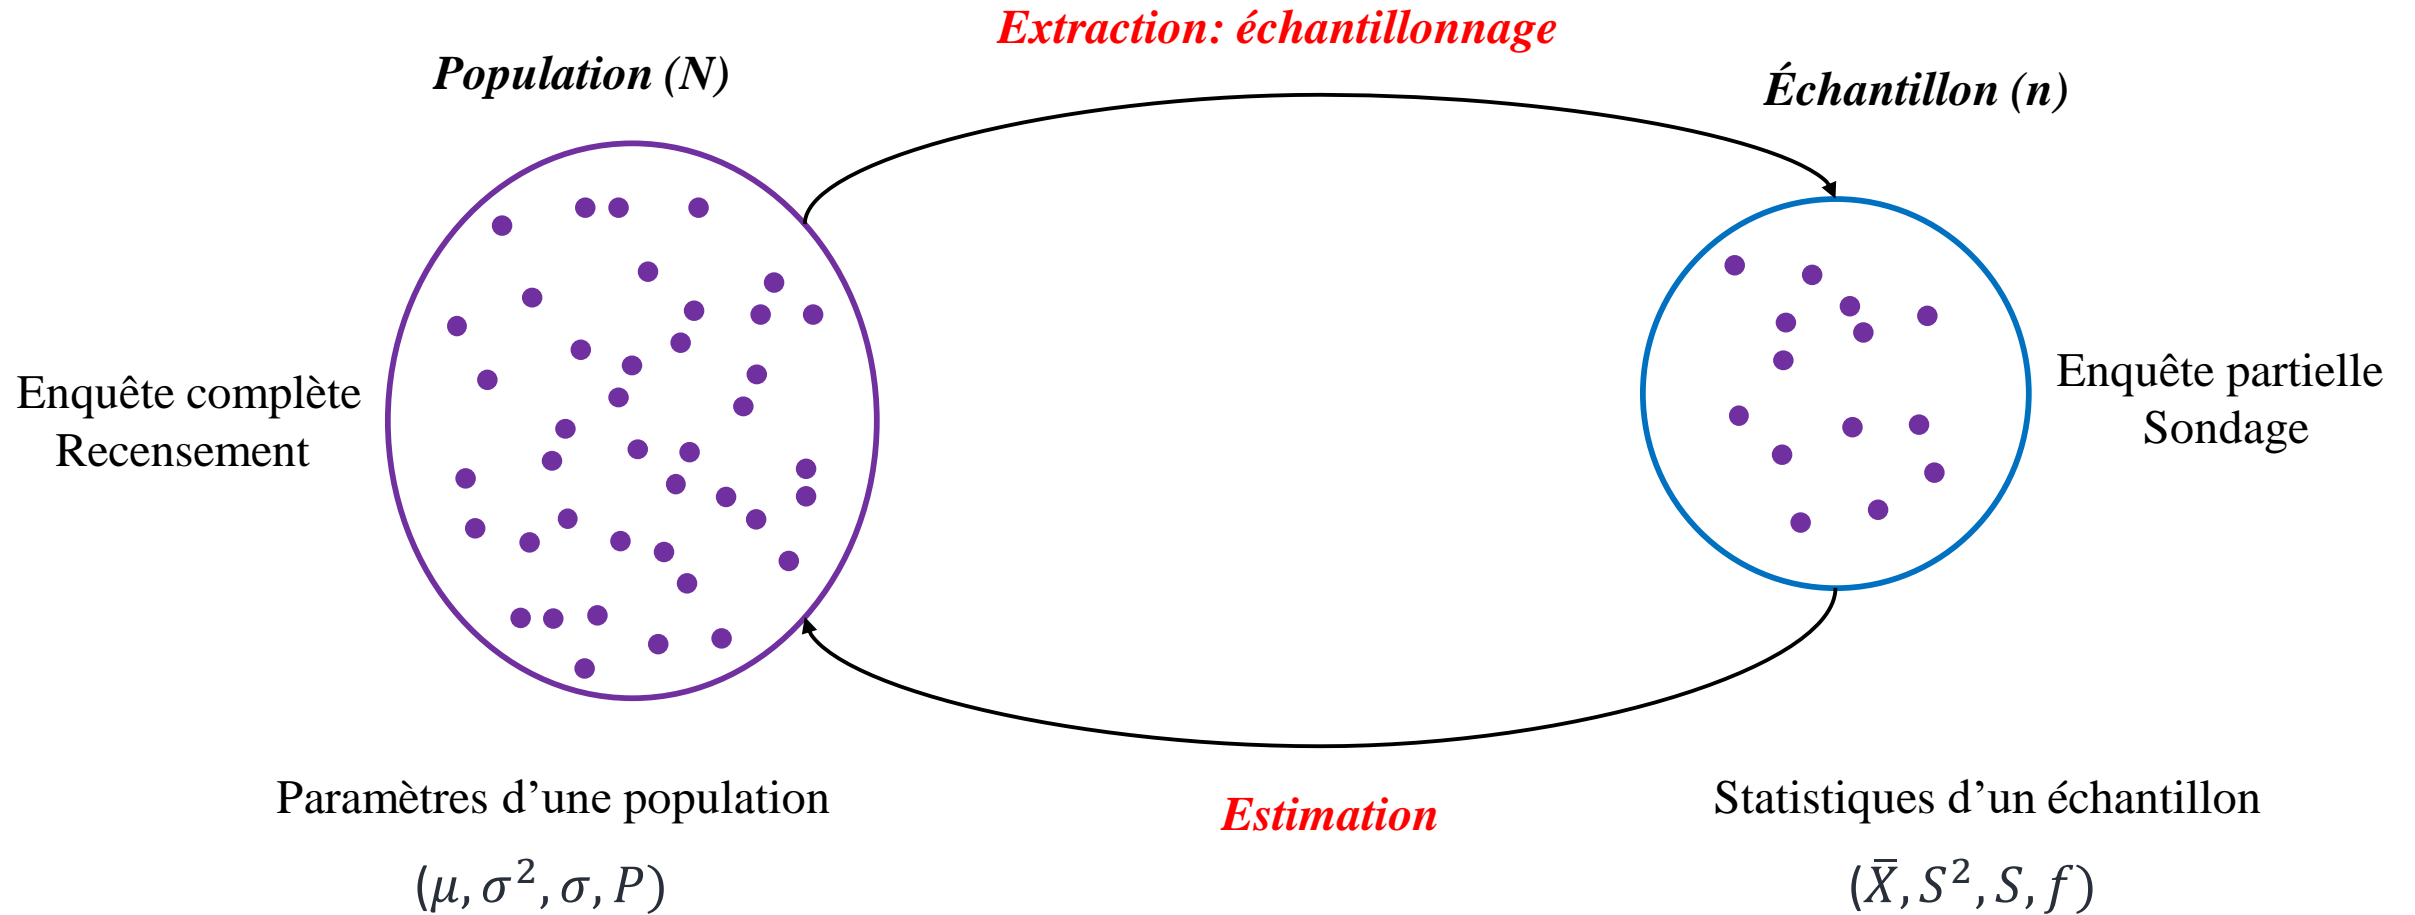 Extraction: échantillonnage
Population (N)
Échantillon (n)
Enquête complète
Recensement
Enquête partielle
Sondage
Paramètres d’une population
Estimation
Statistiques d’un échantillon
(μ, σ², σ, P)
(X̅, S², S, f)